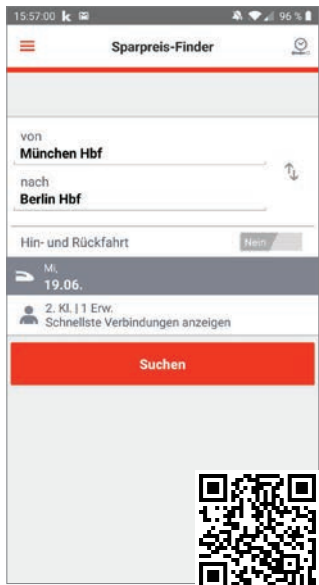 15:57:00 k 96 %
Sparpreis-Finder
von
München Hbf
nach
Berlin Hbf
Hin- und Rückfahrt Nein
Mi,
19.06.
2. Kl. | 1 Erw.
Schnellste Verbindungen anzeigen
Suchen